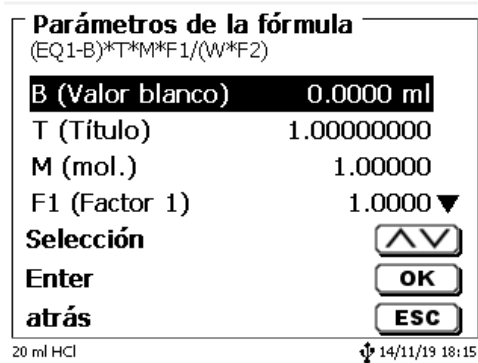 Parámetros de la fórmula
(EQ1-B)*T*M*F1/(W*F2)
B (Valor blanco) 0.0000 ml
T (Título) 1.00000000
M (mol.) 1.00000
F1 (Factor 1) 1.0000
Selección
Enter OK
atrás ESC
20 ml HCl 14/11/19 18:15